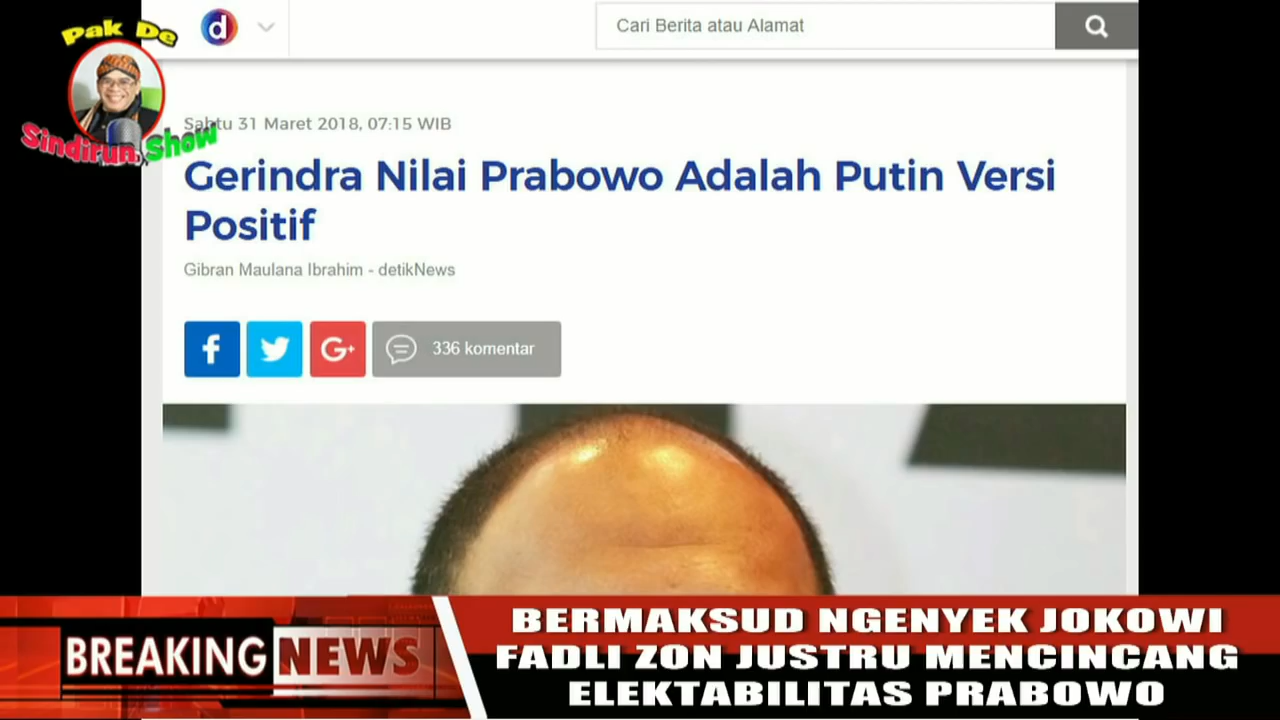 Pak De
Sindirun Show
d
Cari Berita atau Alamat
Sabtu 31 Maret 2018, 07:15 WIB
Gerindra Nilai Prabowo Adalah Putin Versi
Positif
Gibran Maulana Ibrahim - detikNews
f
G+
336 komentar
BREAKING NEWS
BERMAKSUD NGENYEK JOKOWI
FADLI ZON JUSTRU MENCINCANG
ELEKTABILITAS PRABOWO